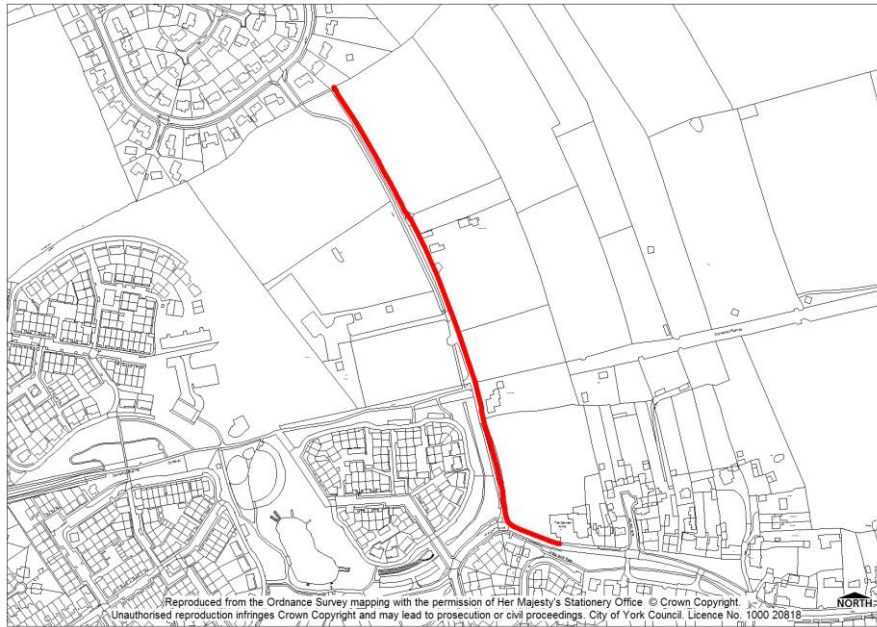 Dismantled Railway
Reproduced from the Ordnance Survey mapping with the permission of Her Majesty's Stationery Office © Crown Copyright.
NORTH
Unauthorised reproduction infringes Crown Copyright and may lead to prosecution or civil proceedings. City of York Council. Licence No. 1000 20818